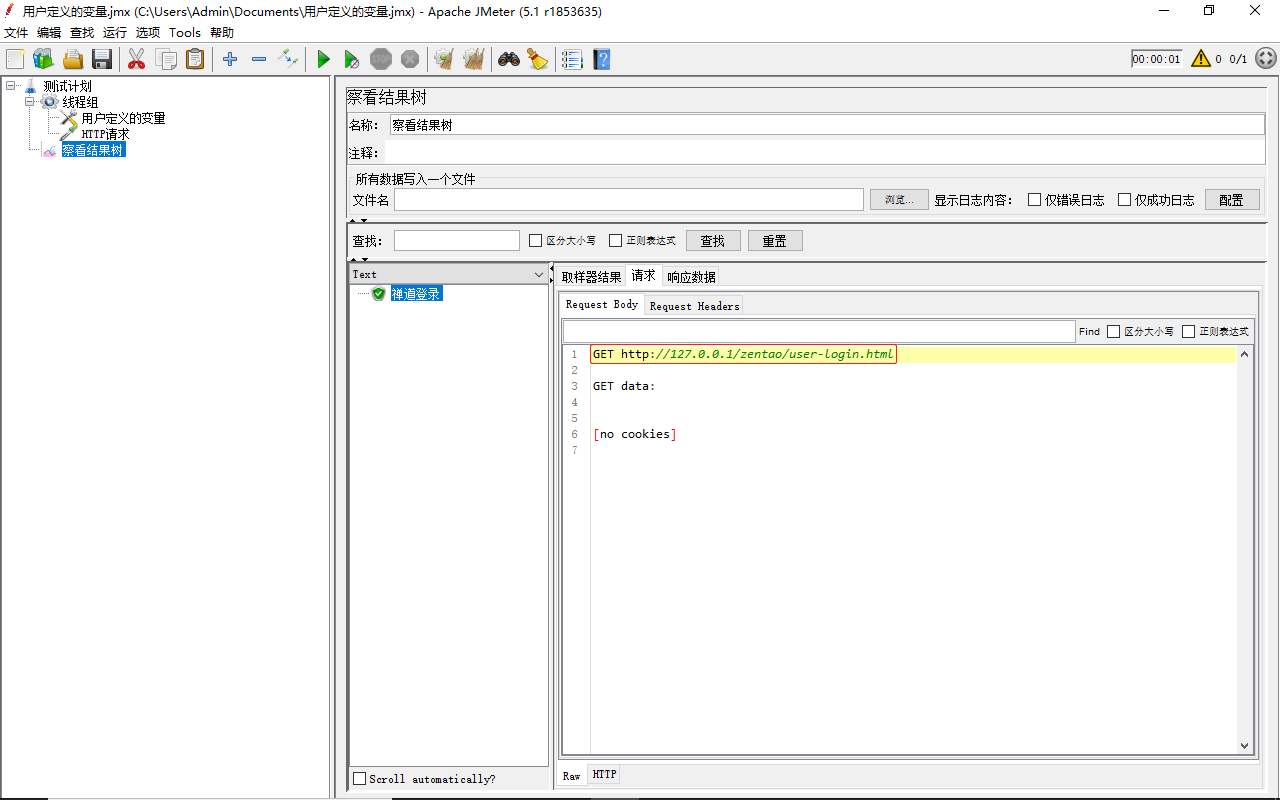 用户定义的变量.jmx (C:\Users\Admin\Documents\用户定义的变量.jmx) - Apache JMeter (5.1 r1853635)
文件 编辑 查找 运行 选项 Tools 帮助
STOP 00:00:01 0 0/1
测试计划
线程组
用户定义的变量
HTTP请求
察看结果树
察看结果树
名称： 察看结果树
注释：
所有数据写入一个文件
文件名 浏览... 显示日志内容： 仅错误日志 仅成功日志 配置
查找： 区分大小写 正则表达式 查找 重置
Text
禅道登录
Scroll automatically?
取样器结果 请求 响应数据
Request Body Request Headers
Find 区分大小写 正则表达式
1 GET http://127.0.0.1/zentao/user-login.html
2
3 GET data:
4
5
6 [no cookies]
7
Raw HTTP